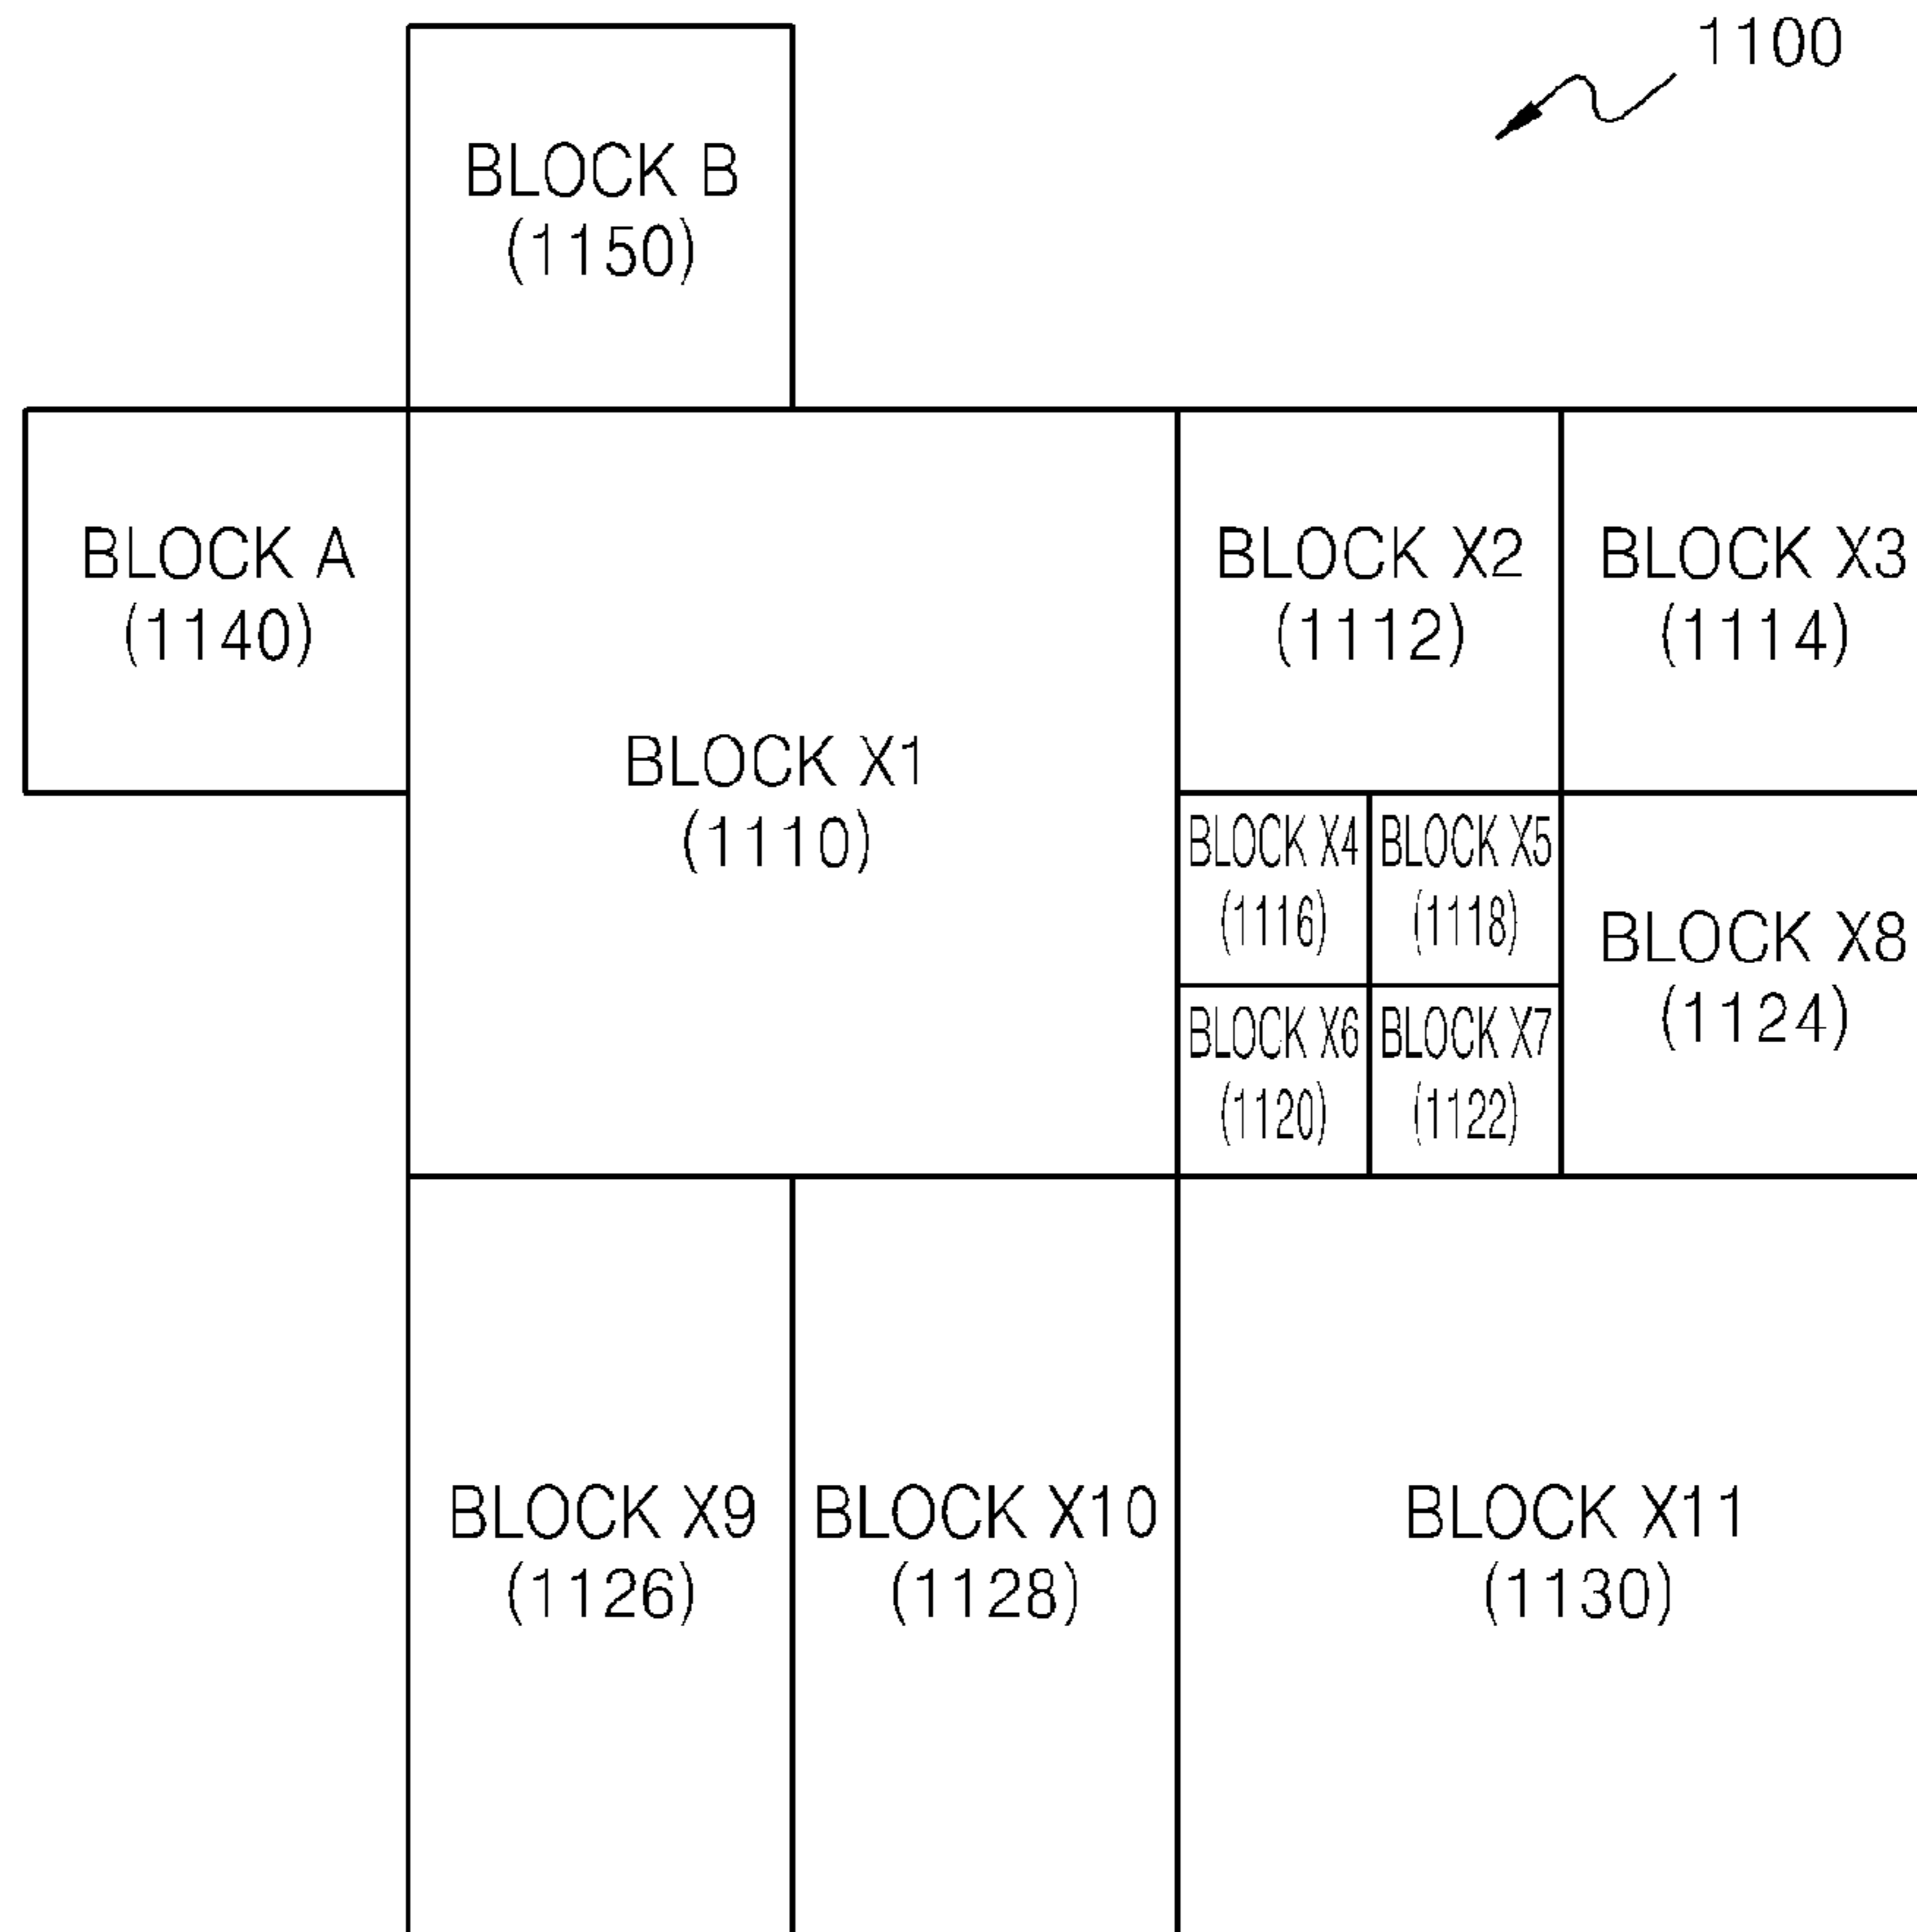 1100
BLOCK B
(1150)
BLOCK A
(1140)
BLOCK X1
(1110)
BLOCK X2
(1112)
BLOCK X3
(1114)
BLOCK X4
(1116)
BLOCK X5
(1118)
BLOCK X6
(1120)
BLOCK X7
(1122)
BLOCK X8
(1124)
BLOCK X9
(1126)
BLOCK X10
(1128)
BLOCK X11
(1130)